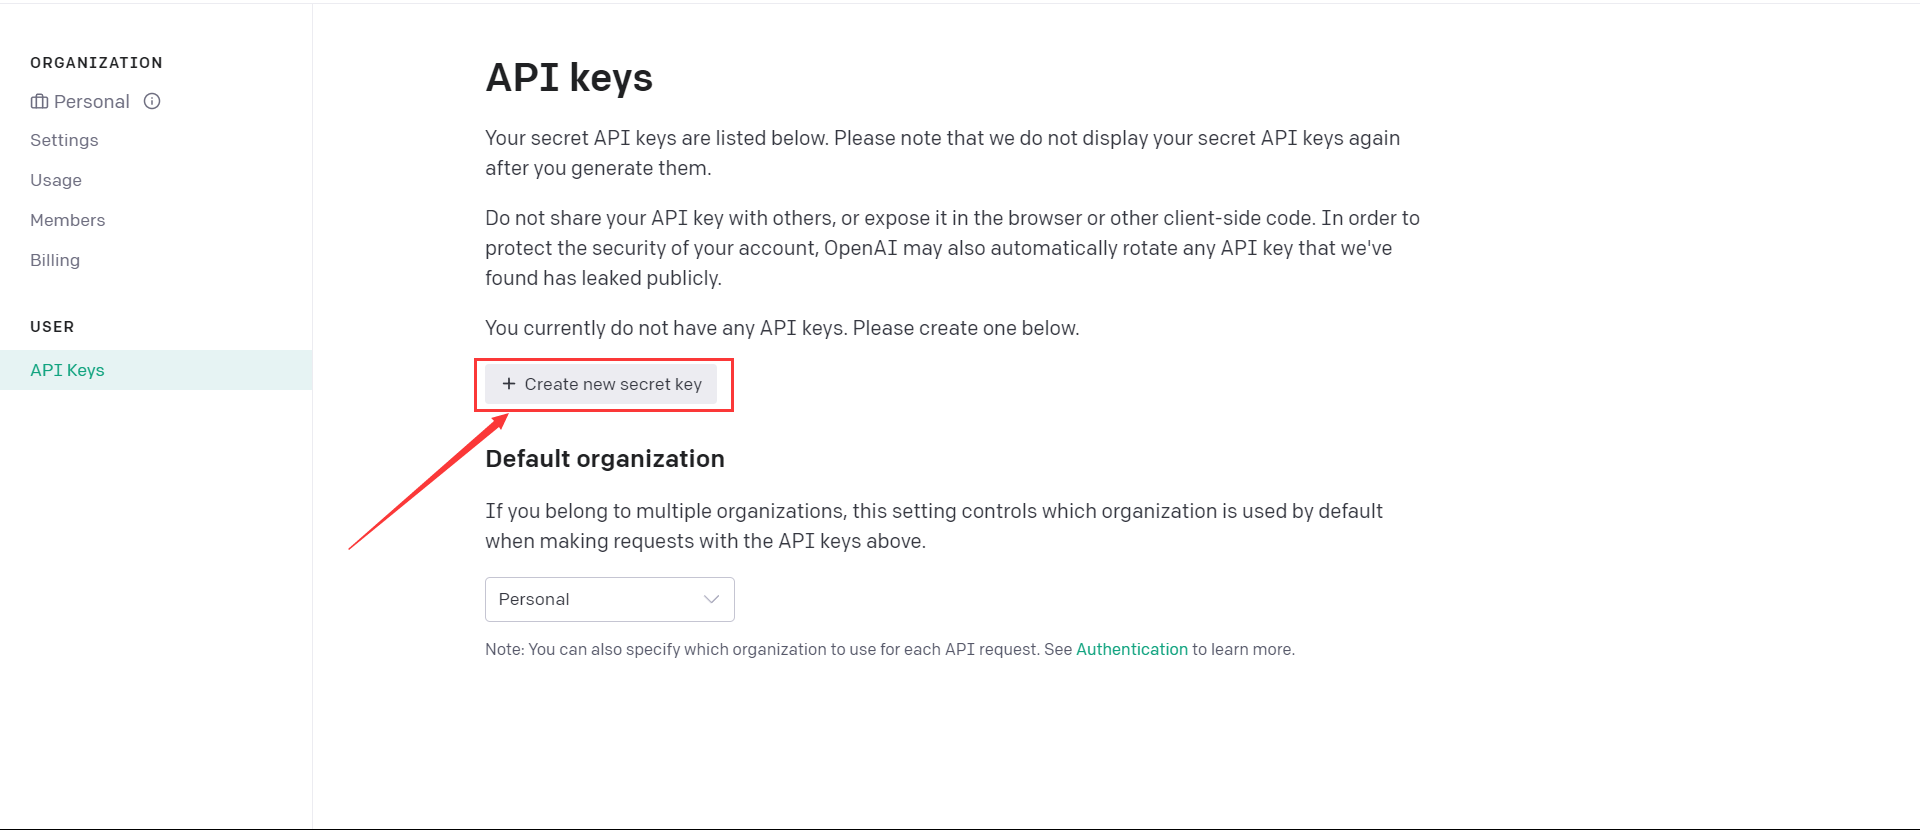 ORGANIZATION
Personal
Settings
Usage
Members
Billing
USER
API Keys
API keys
Your secret API keys are listed below. Please note that we do not display your secret API keys again
after you generate them.
Do not share your API key with others, or expose it in the browser or other client-side code. In order to
protect the security of your account, OpenAI may also automatically rotate any API key that we've
found has leaked publicly.
You currently do not have any API keys. Please create one below.
+ Create new secret key
Default organization
If you belong to multiple organizations, this setting controls which organization is used by default
when making requests with the API keys above.
Personal
Note: You can also specify which organization to use for each API request. See Authentication to learn more.